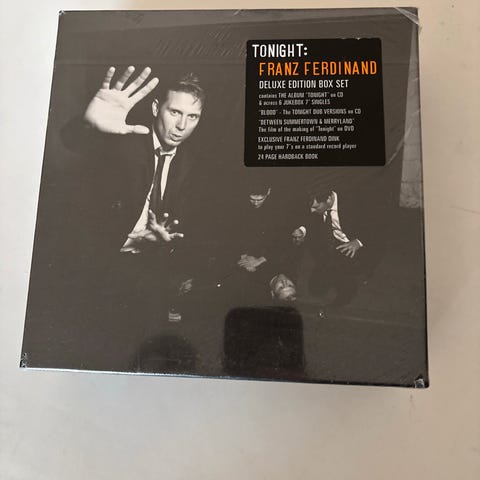 TONIGHT:
FRANZ FERDINAND
DELUXE EDITION BOX SET
contains THE ALBUM "TONIGHT" on CD
& across 6 JUKEBOX 7" SINGLES
"BLOOD" - The TONIGHT DUB VERSIONS on CD
"BETWEEN SUMMERTOWN & MERRYLAND"
The film of the making of "Tonight" on DVD
EXCLUSIVE FRANZ FERDINAND DINK
to play your 7"s on a standard record player
24 PAGE HARDBACK BOOK